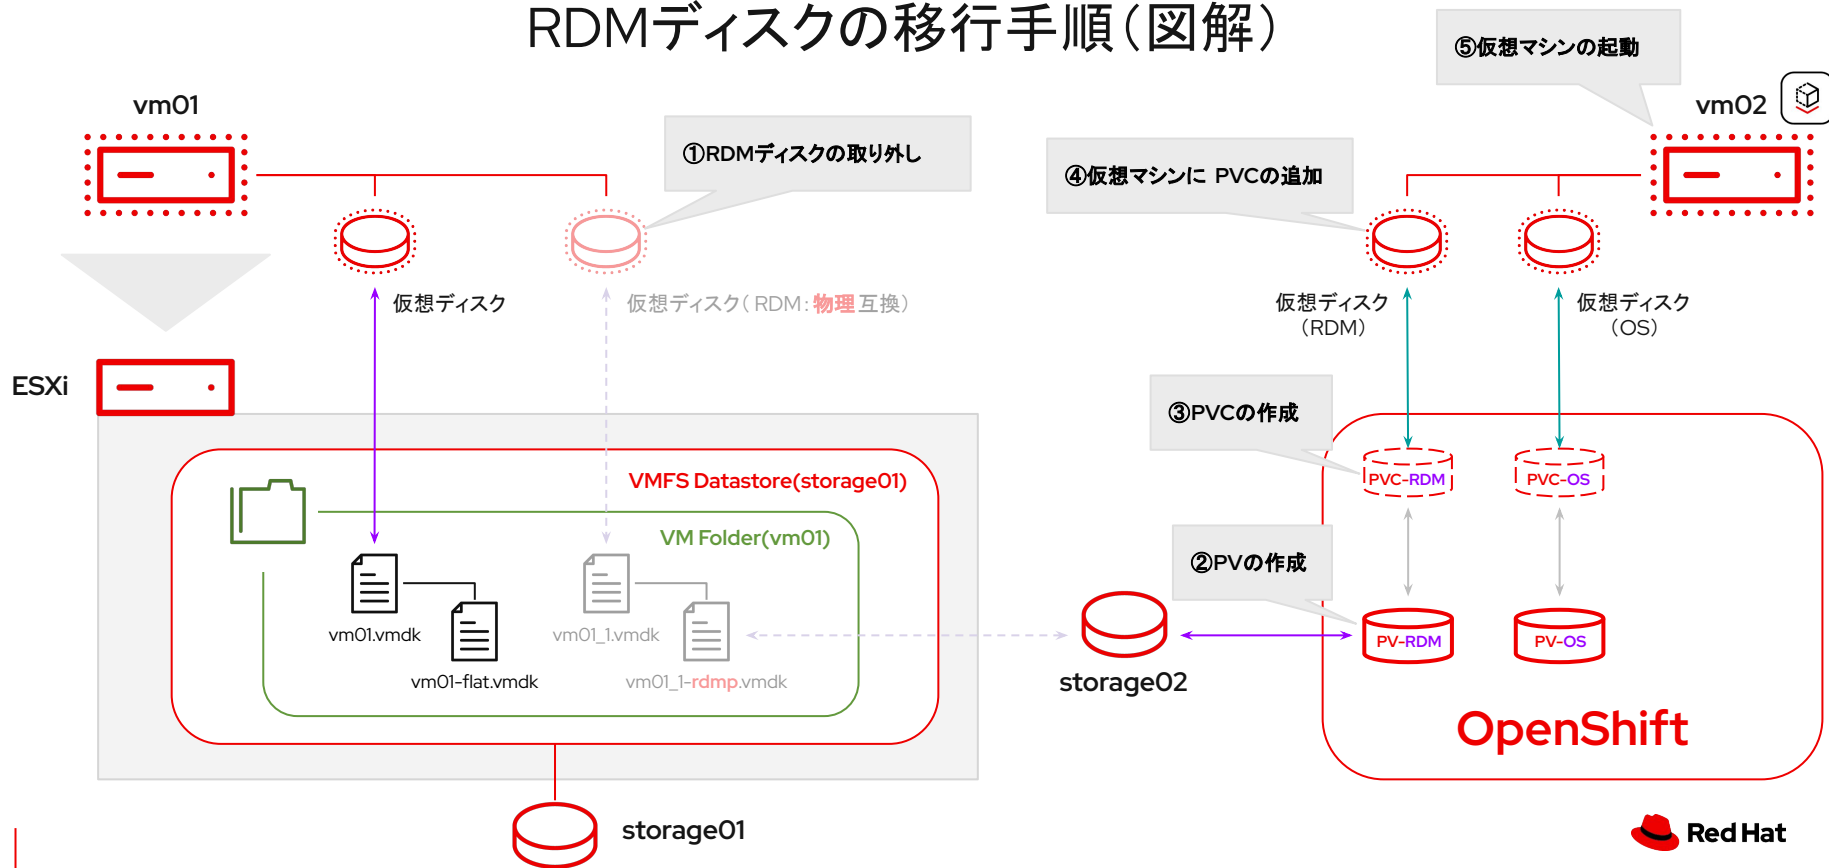 RDMディスクの移行手順（図解）
⑤仮想マシンの起動
vm01
vm02
①RDMディスクの取り外し
④仮想マシンに PVCの追加
仮想ディスク
仮想ディスク（RDM：物理互換）
仮想ディスク
（RDM）
仮想ディスク
（OS）
ESXi
③PVCの作成
VMFS Datastore(storage01)
PVC-RDM
PVC-OS
VM Folder(vm01)
②PVの作成
vm01.vmdk
vm01_1.vmdk
PV-RDM
PV-OS
vm01-flat.vmdk
vm01_1-rdmp.vmdk
storage02
OpenShift
storage01
Red Hat